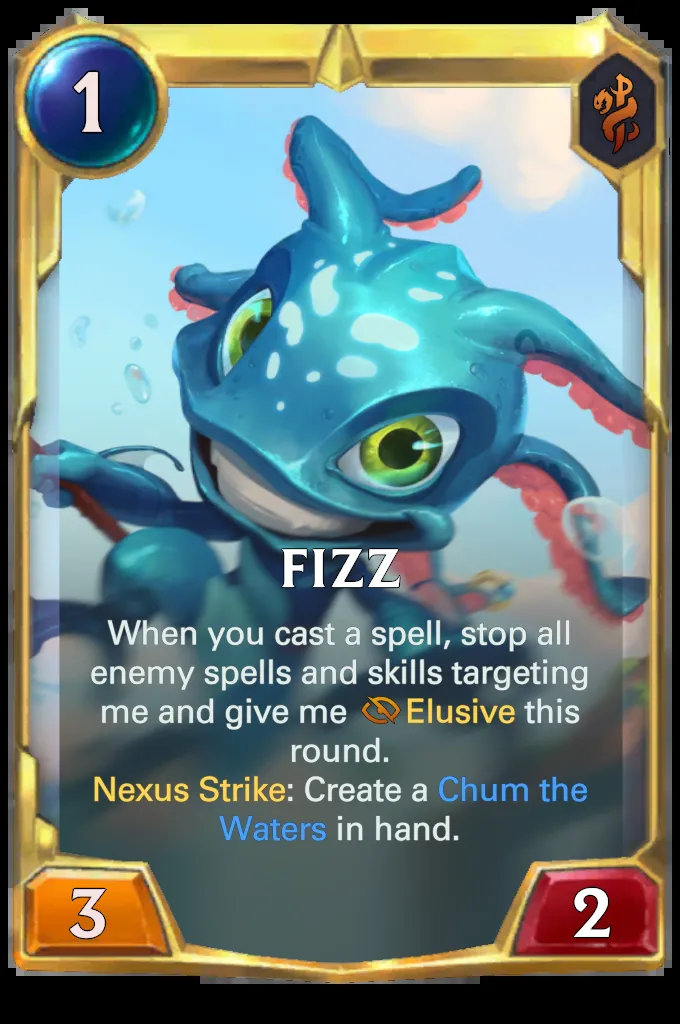 1
FIZZ
When you cast a spell, stop all
enemy spells and skills targeting
me and give me Elusive this
round.
Nexus Strike: Create a Chum the
Waters in hand.
3
2